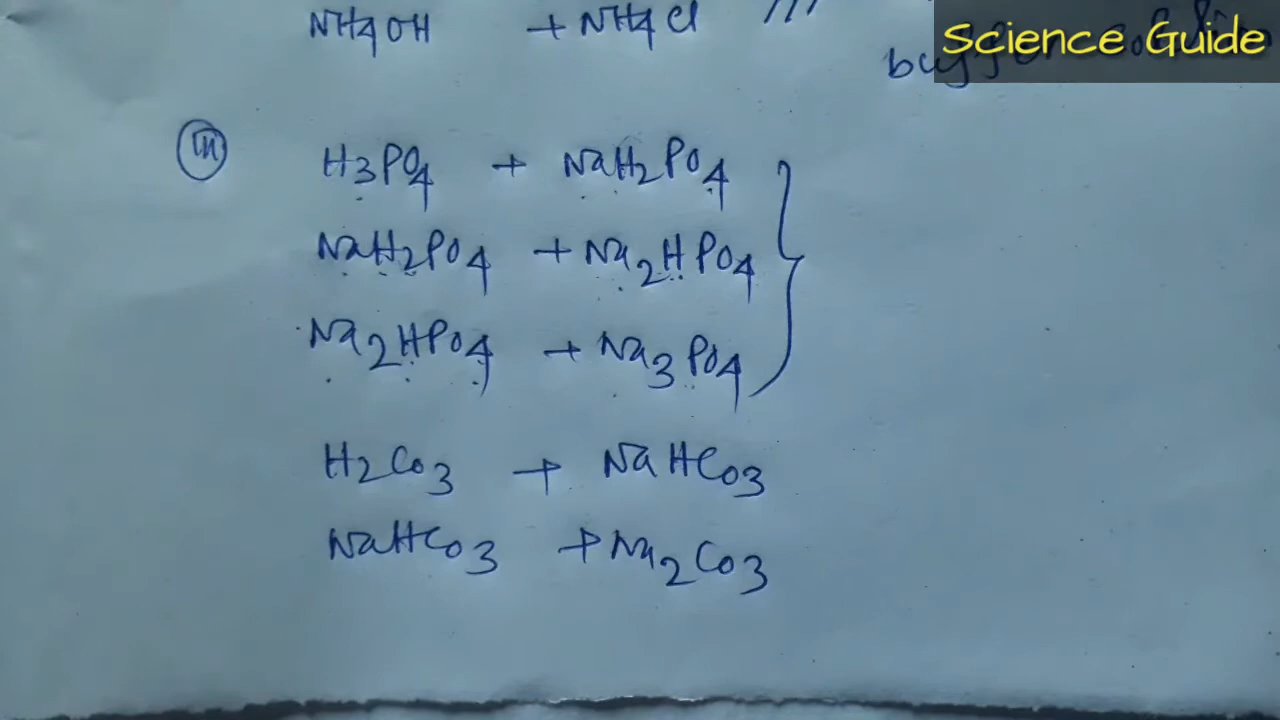 NH4OH + NH4Cl
Science Guide
(III) H3PO4 + NaH2PO4
NaH2PO4 + Na2HPO4
Na2HPO4 + Na3PO4
H2CO3 + NaHCO3
NaHCO3 + Na2CO3